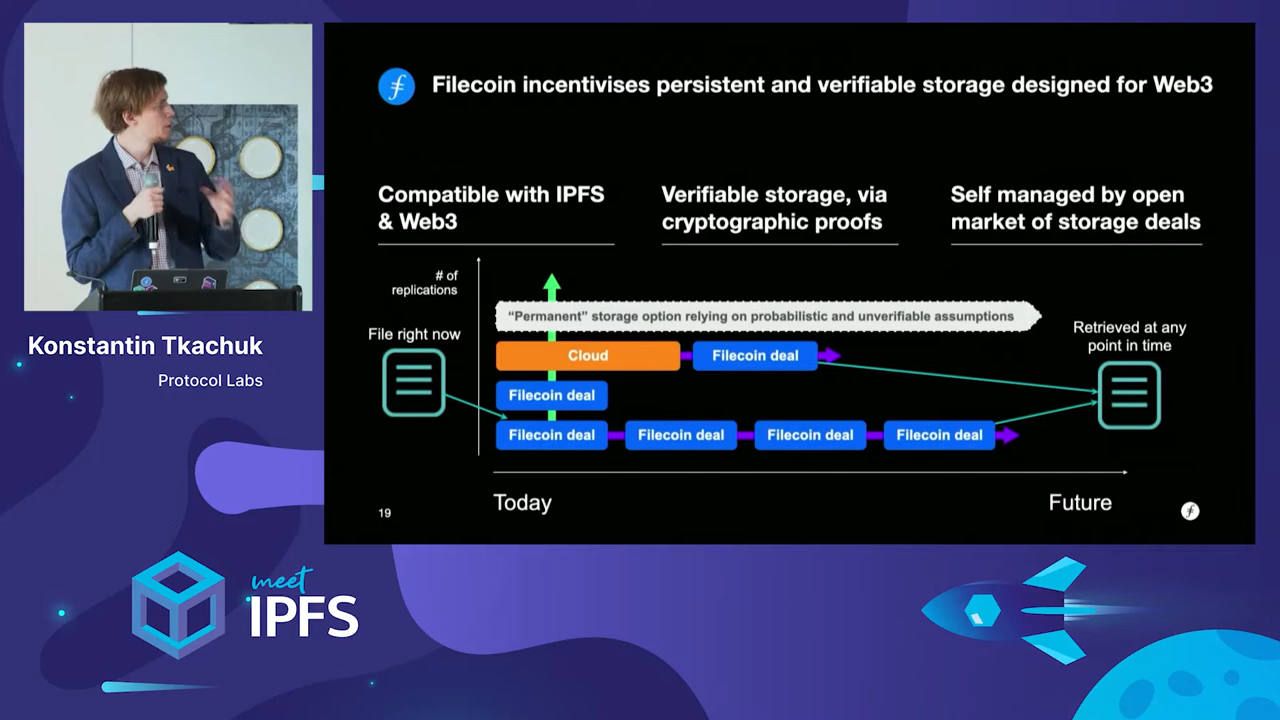 Filecoin incentivises persistent and verifiable storage designed for Web3
Compatible with IPFS
& Web3
Verifiable storage, via
cryptographic proofs
Self managed by open
market of storage deals
# of
replications
File right now
“Permanent” storage option relying on probabilistic and unverifiable assumptions
Cloud
Filecoin deal
Filecoin deal
Filecoin deal
Filecoin deal
Filecoin deal
Filecoin deal
Retrieved at any
point in time
Today
Future
19
Konstantin Tkachuk
Protocol Labs
meet
IPFS